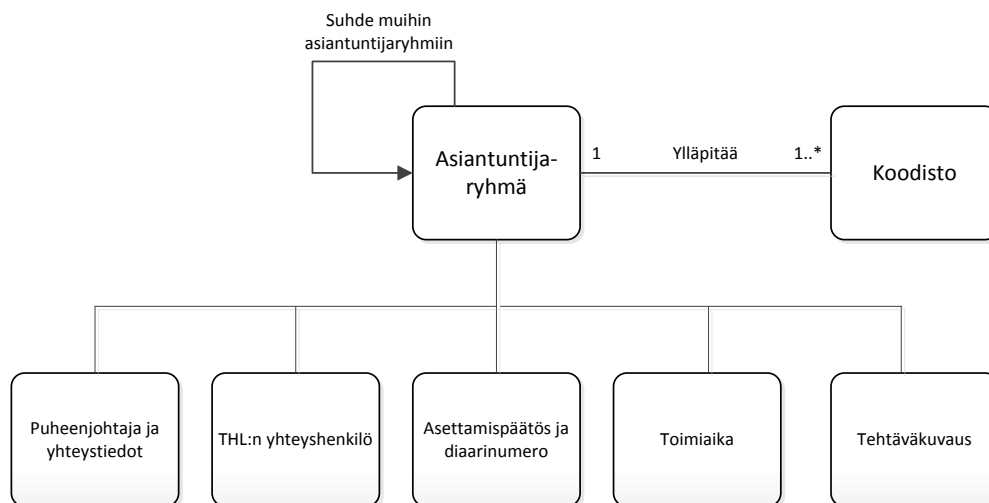 Suhde muihin
asiantuntijaryhmiin
Asiantuntija-
ryhmä
1 Ylläpitää 1..*
Koodisto
Puheenjohtaja ja
yhteystiedot
THL:n yhteyshenkilö
Asettamispäätös ja
diaarinumero
Toimiaika
Tehtäväkuvaus